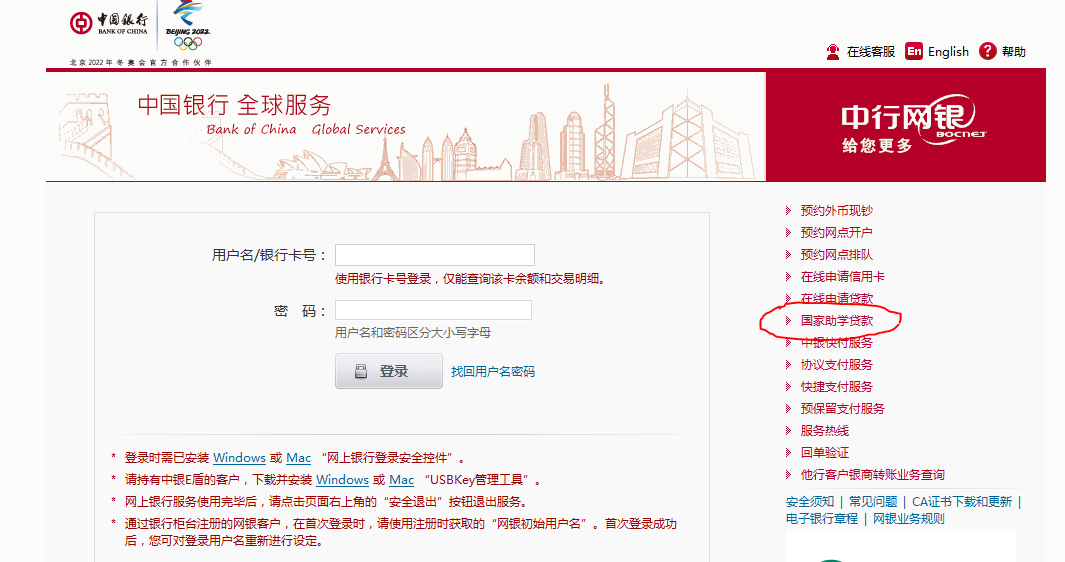 中国银行
BANK OF CHINA
BEIJING 2022
北京2022年冬奥会官方合作伙伴
在线客服 En English ? 帮助
中国银行 全球服务
Bank of China Global Services
中行网银
BOCNET
给您更多
用户名/银行卡号：
使用银行卡号登录，仅能查询该卡余额和交易明细。
密 码：
用户名和密码区分大小写字母
登录 找回用户名密码
* 登录时需已安装 Windows 或 Mac “网上银行登录安全控件”。
* 请持有中银E盾的客户，下载并安装 Windows 或 Mac “USBKey管理工具”。
* 网上银行服务使用完毕后，请点击页面右上角的“安全退出”按钮退出服务。
* 通过银行柜台注册的网银客户，在首次登录时，请使用注册时获取的“网银初始用户名”。首次登录成功
后，您可对登录用户名重新进行设定。
预约外币现钞
预约网点开户
预约网点排队
在线申请信用卡
在线申请贷款
国家助学贷款
中银快付服务
协议支付服务
快捷支付服务
预保留支付服务
服务热线
回单验证
他行客户银商转账业务查询
安全须知 | 常见问题 | CA证书下载和更新 |
电子银行章程 | 网银业务规则